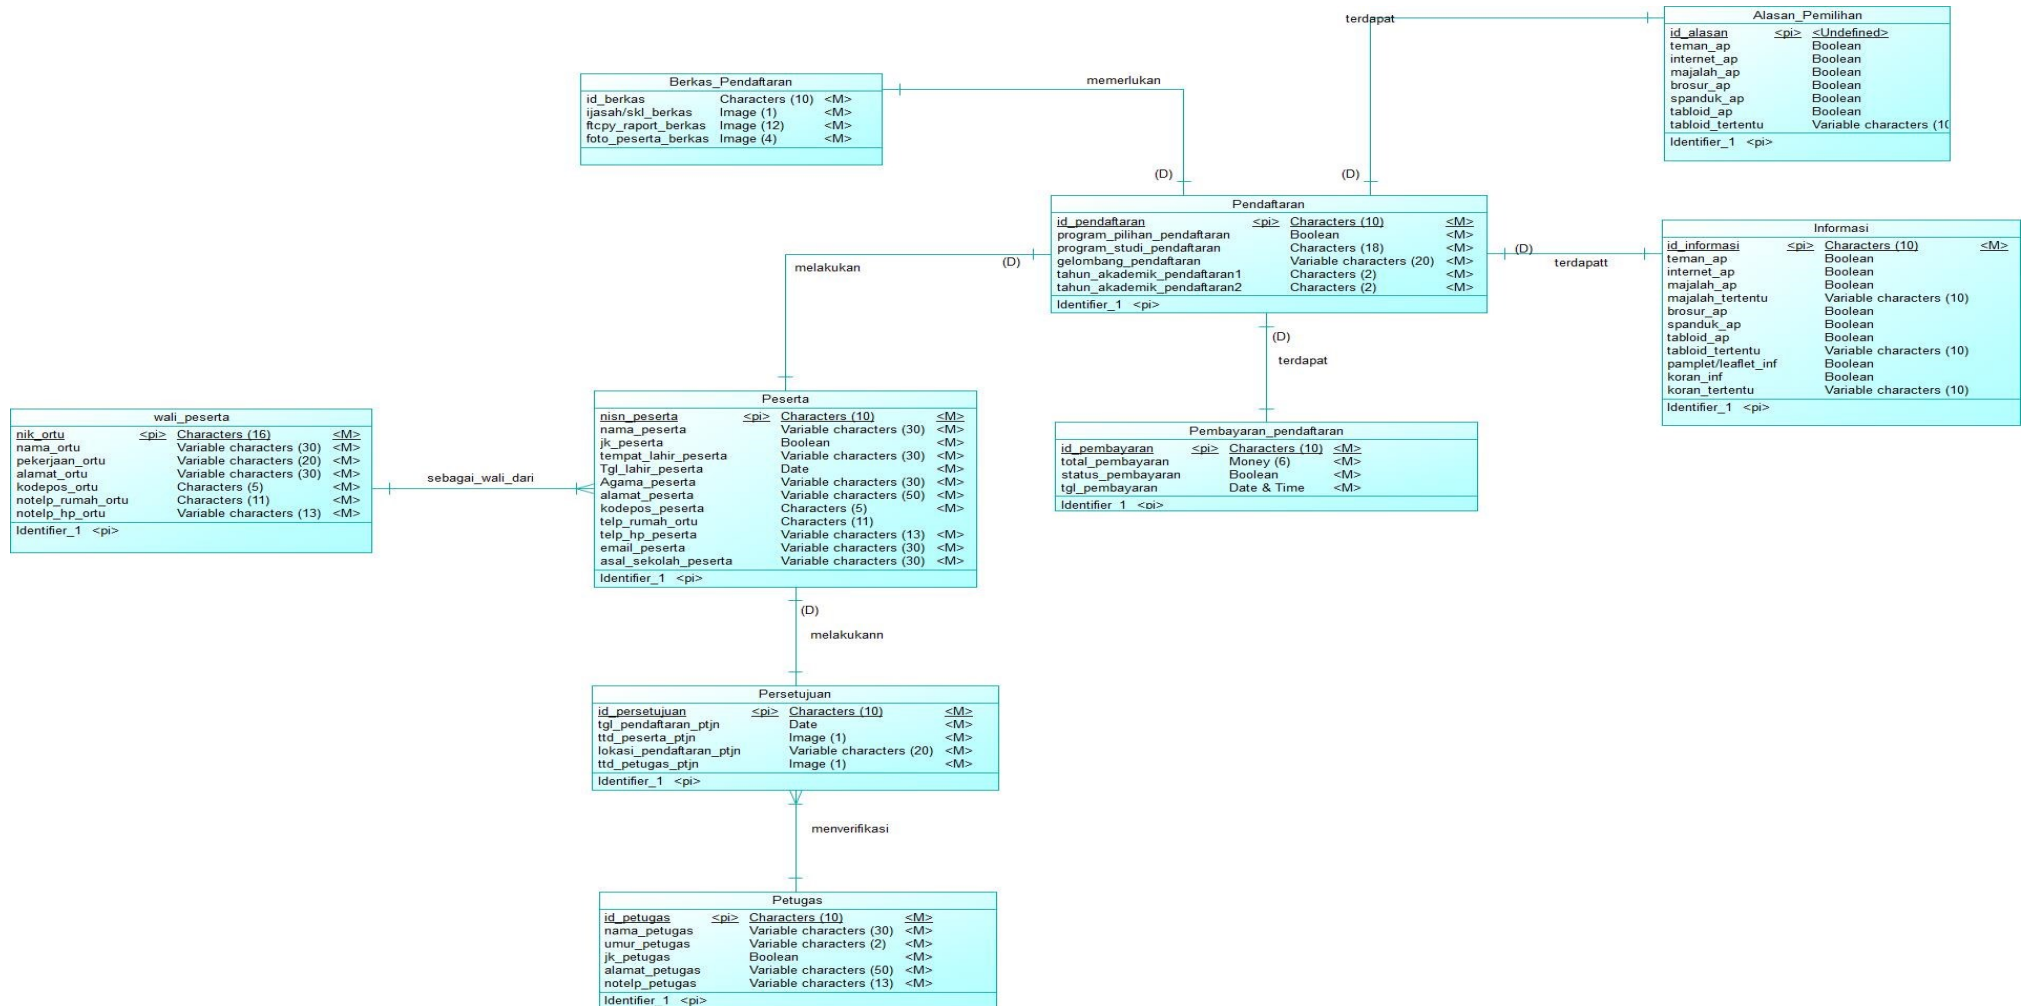 terdapat
Alasan_Pemilihan
id_alasan <pi> <Undefined>
teman_ap Boolean
internet_ap Boolean
majalah_ap Boolean
brosur_ap Boolean
spanduk_ap Boolean
tabloid_ap Boolean
tabloid_tertentu Variable characters (10
Identifier_1 <pi>
Berkas_Pendaftaran
id_berkas Characters (10) <M>
ijasah/skl_berkas Image (1) <M>
ftcpy_raport_berkas Image (12) <M>
foto_peserta_berkas Image (4) <M>
memerlukan
(D)
(D)
Pendaftaran
id_pendaftaran <pi> Characters (10) <M>
program_pilihan_pendaftaran Boolean <M>
program_studi_pendaftaran Characters (18) <M>
gelombang_pendaftaran Variable characters (20) <M>
tahun_akademik_pendaftaran1 Characters (2) <M>
tahun_akademik_pendaftaran2 Characters (2) <M>
Identifier_1 <pi>
(D)
terdapatt
Informasi
id_informasi <pi> Characters (10) <M>
teman_ap Boolean
internet_ap Boolean
majalah_ap Boolean
majalah_tertentu Variable characters (10)
brosur_ap Boolean
spanduk_ap Boolean
tabloid_ap Boolean
tabloid_tertentu Variable characters (10)
pamplet/leaflet_inf Boolean
koran_inf Boolean
koran_tertentu Variable characters (10)
Identifier_1 <pi>
melakukan
(D)
(D)
terdapat
Pembayaran_pendaftaran
id_pembayaran <pi> Characters (10) <M>
total_pembayaran Money (6) <M>
status_pembayaran Boolean <M>
tgl_pembayaran Date & Time <M>
Identifier_1 <pi>
wali_peserta
nik_ortu <pi> Characters (16) <M>
nama_ortu Variable characters (30) <M>
pekerjaan_ortu Variable characters (20) <M>
alamat_ortu Variable characters (30) <M>
kodepos_ortu Characters (5) <M>
notelp_rumah_ortu Characters (11) <M>
notelp_hp_ortu Variable characters (13) <M>
Identifier_1 <pi>
sebagai_wali_dari
Peserta
nisn_peserta <pi> Characters (10) <M>
nama_peserta Variable characters (30) <M>
jk_peserta Boolean <M>
tempat_lahir_peserta Variable characters (30) <M>
Tgl_lahir_peserta Date <M>
Agama_peserta Variable characters (30) <M>
alamat_peserta Variable characters (50) <M>
kodepos_peserta Characters (5) <M>
telp_rumah_ortu Characters (11)
telp_hp_peserta Variable characters (13) <M>
email_peserta Variable characters (30) <M>
asal_sekolah_peserta Variable characters (30) <M>
Identifier_1 <pi>
(D)
melakukann
Persetujuan
id_persetujuan <pi> Characters (10) <M>
tgl_pendaftaran_ptjn Date <M>
ttd_peserta_ptjn Image (1) <M>
lokasi_pendaftaran_ptjn Variable characters (20) <M>
ttd_petugas_ptjn Image (1) <M>
Identifier_1 <pi>
menverifikasi
Petugas
id_petugas <pi> Characters (10) <M>
nama_petugas Variable characters (30) <M>
umur_petugas Variable characters (2) <M>
jk_petugas Boolean <M>
alamat_petugas Variable characters (50) <M>
notelp_petugas Variable characters (13) <M>
Identifier_1 <pi>